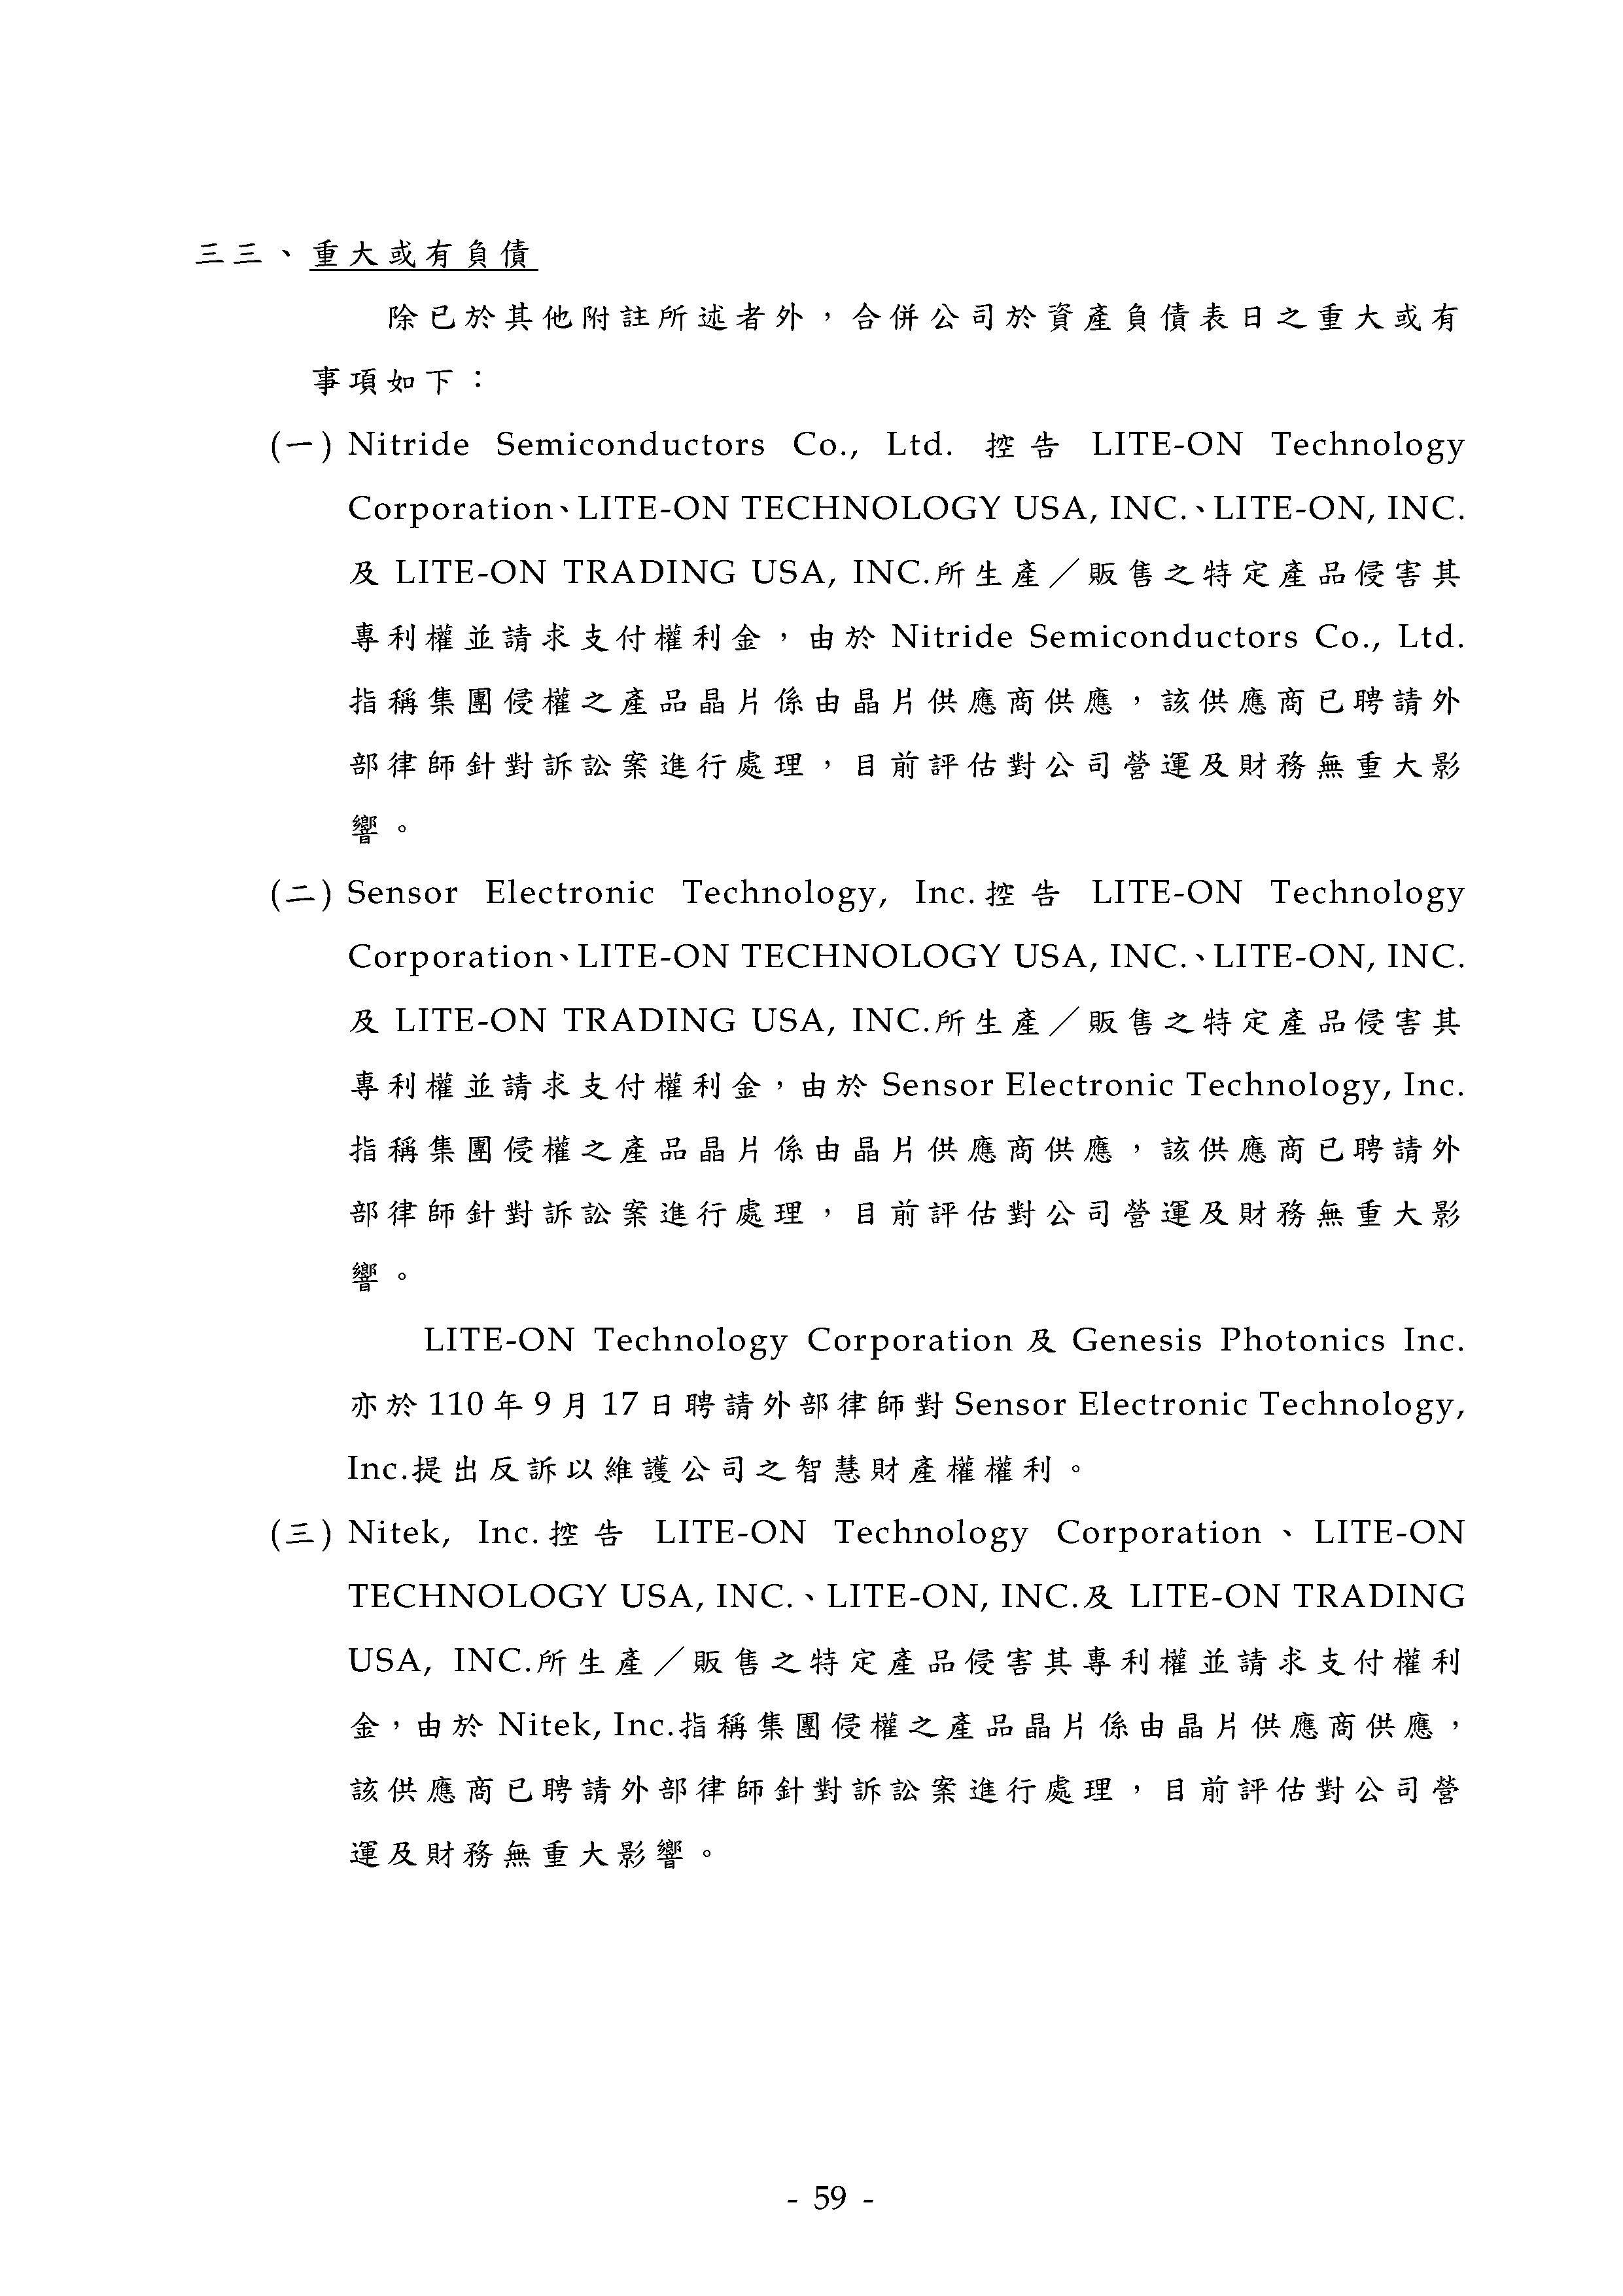 三三、重大或有負債
除已於其他附註所述者外，合併公司於資產負債表日之重大或有
事項如下：
(一) Nitride Semiconductors Co., Ltd. 控告 LITE-ON Technology
Corporation、LITE-ON TECHNOLOGY USA, INC.、LITE-ON, INC.
及 LITE-ON TRADING USA, INC.所生產／販售之特定產品侵害其
專利權並請求支付權利金，由於 Nitride Semiconductors Co., Ltd.
指稱集團侵權之產品晶片係由晶片供應商供應，該供應商已聘請外
部律師針對訴訟案進行處理，目前評估對公司營運及財務無重大影
響。
(二) Sensor Electronic Technology, Inc.控告 LITE-ON Technology
Corporation、LITE-ON TECHNOLOGY USA, INC.、LITE-ON, INC.
及 LITE-ON TRADING USA, INC.所生產／販售之特定產品侵害其
專利權並請求支付權利金，由於 Sensor Electronic Technology, Inc.
指稱集團侵權之產品晶片係由晶片供應商供應，該供應商已聘請外
部律師針對訴訟案進行處理，目前評估對公司營運及財務無重大影
響。
LITE-ON Technology Corporation 及 Genesis Photonics Inc.
亦於 110 年 9 月 17 日聘請外部律師對 Sensor Electronic Technology,
Inc.提出反訴以維護公司之智慧財產權權利。
(三) Nitek, Inc.控告 LITE-ON Technology Corporation、LITE-ON
TECHNOLOGY USA, INC.、LITE-ON, INC.及 LITE-ON TRADING
USA, INC.所生產／販售之特定產品侵害其專利權並請求支付權利
金，由於 Nitek, Inc.指稱集團侵權之產品晶片係由晶片供應商供應，
該供應商已聘請外部律師針對訴訟案進行處理，目前評估對公司營
運及財務無重大影響。
- 59 -